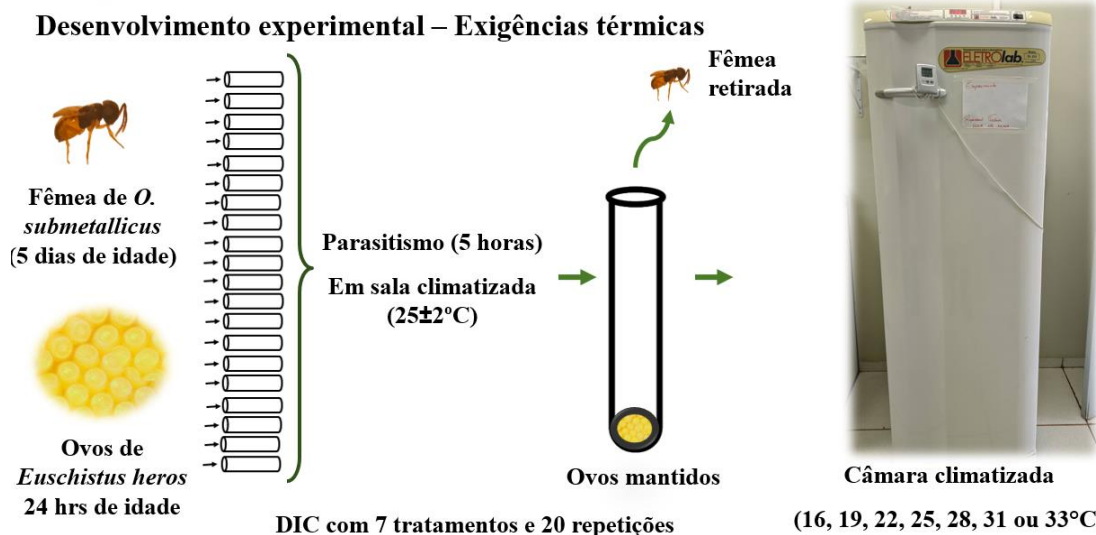 Desenvolvimento experimental – Exigências térmicas
Fêmea de O.
submetallicus
(5 dias de idade)
Ovos de
Euschistus heros
24 hrs de idade
Parasitismo (5 horas)
Em sala climatizada
(25±2ºC)
Fêmea
retirada
Ovos mantidos
ELETROlab
Câmara climatizada
(16, 19, 22, 25, 28, 31 ou 33°C
DIC com 7 tratamentos e 20 repetições